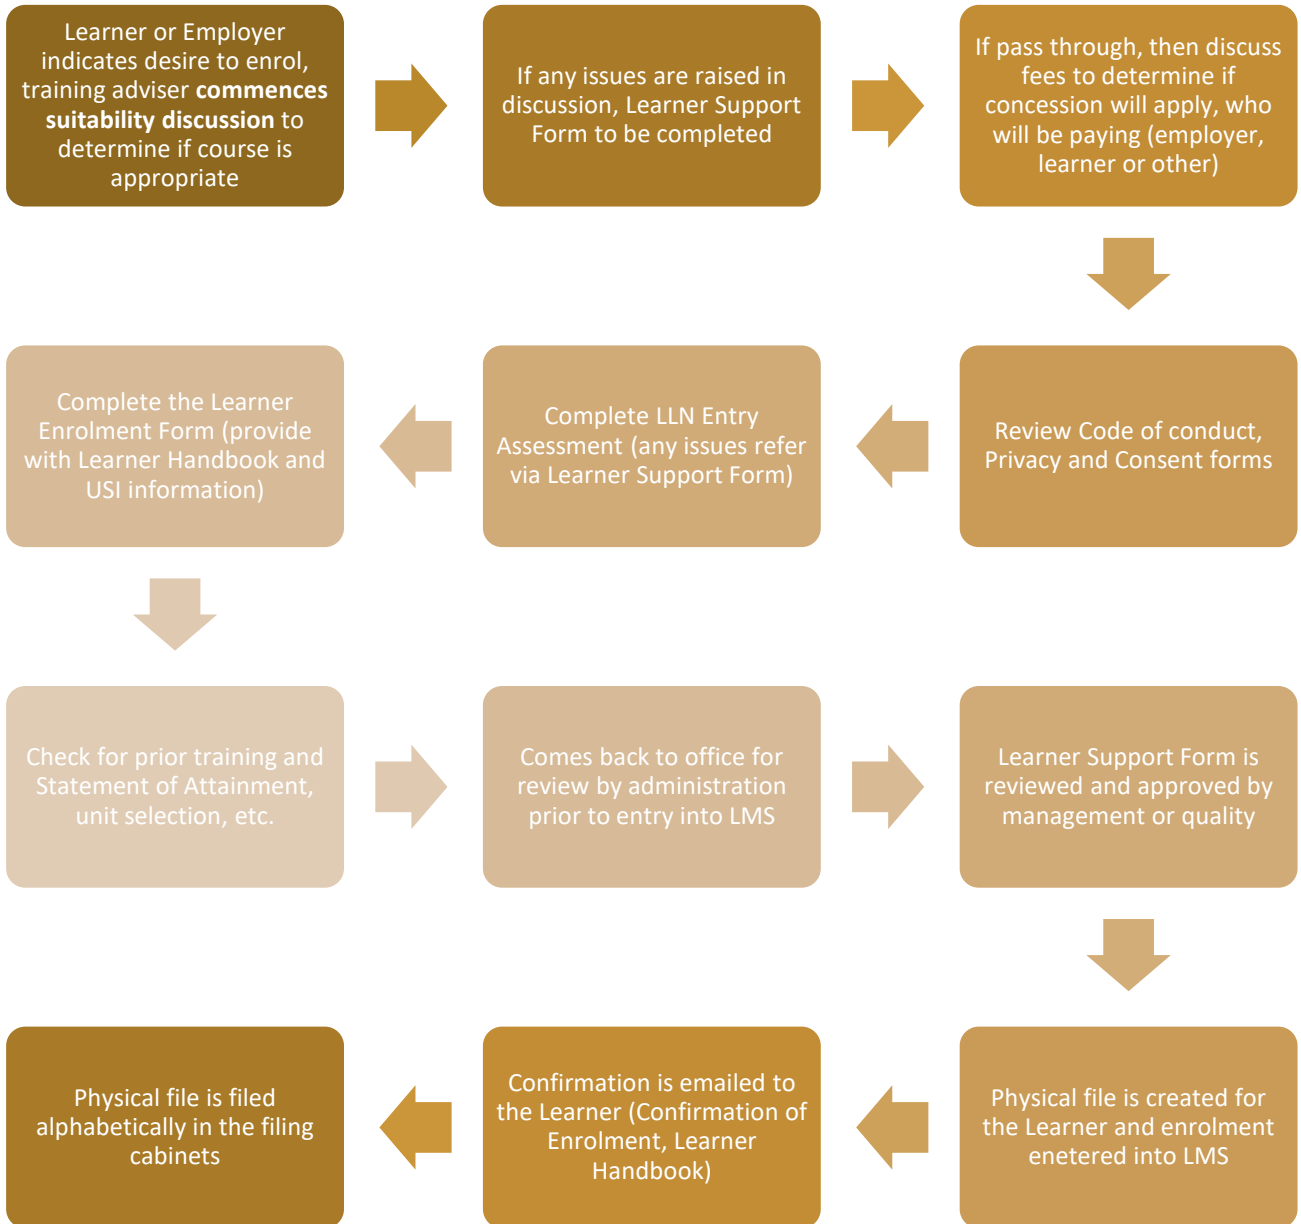 Learner or Employer
indicates desire to enrol,
training adviser commences
suitability discussion to
determine if course is
appropriate
If any issues are raised in
discussion, Learner Support
Form to be completed
If pass through, then discuss
fees to determine if
concession will apply, who
will be paying (employer,
learner or other)
Review Code of conduct,
Privacy and Consent forms
Complete LLN Entry
Assessment (any issues refer
via Learner Support Form)
Complete the Learner
Enrolment Form (provide
with Learner Handbook and
USI information)
Check for prior training and
Statement of Attainment,
unit selection, etc.
Comes back to office for
review by administration
prior to entry into LMS
Learner Support Form is
reviewed and approved by
management or quality
Physical file is created for
the Learner and enrolment
enetered into LMS
Confirmation is emailed to
the Learner (Confirmation of
Enrolment, Learner
Handbook)
Physical file is filed
alphabetically in the filing
cabinets